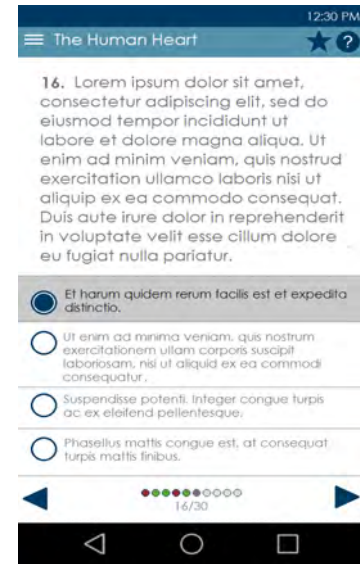 12:30 PM
The Human Heart
?
16. Lorem ipsum dolor sit amet,
consectetur adipiscing elit, sed do
eiusmod tempor incididunt ut
labore et dolore magna aliqua. Ut
enim ad minim veniam, quis nostrud
exercitation ullamco laboris nisi ut
aliquip ex ea commodo consequat.
Duis aute irure dolor in reprehenderit
in voluptate velit esse cillum dolore
eu fugiat nulla pariatur.
Et harum quidem rerum facilis est et expedita
distinctio.
Ut enim ad minima veniam, quis nostrum
exercitationem ullam corporis suscipit
laboriosam, nisi ut aliquid ex ea commodi
consequatur.
Suspendisse potenti. Integer congue turpis
ac ex eleifend pellentesque.
Phasellus mattis congue est, at consequat
turpis mattis finibus.
16/30